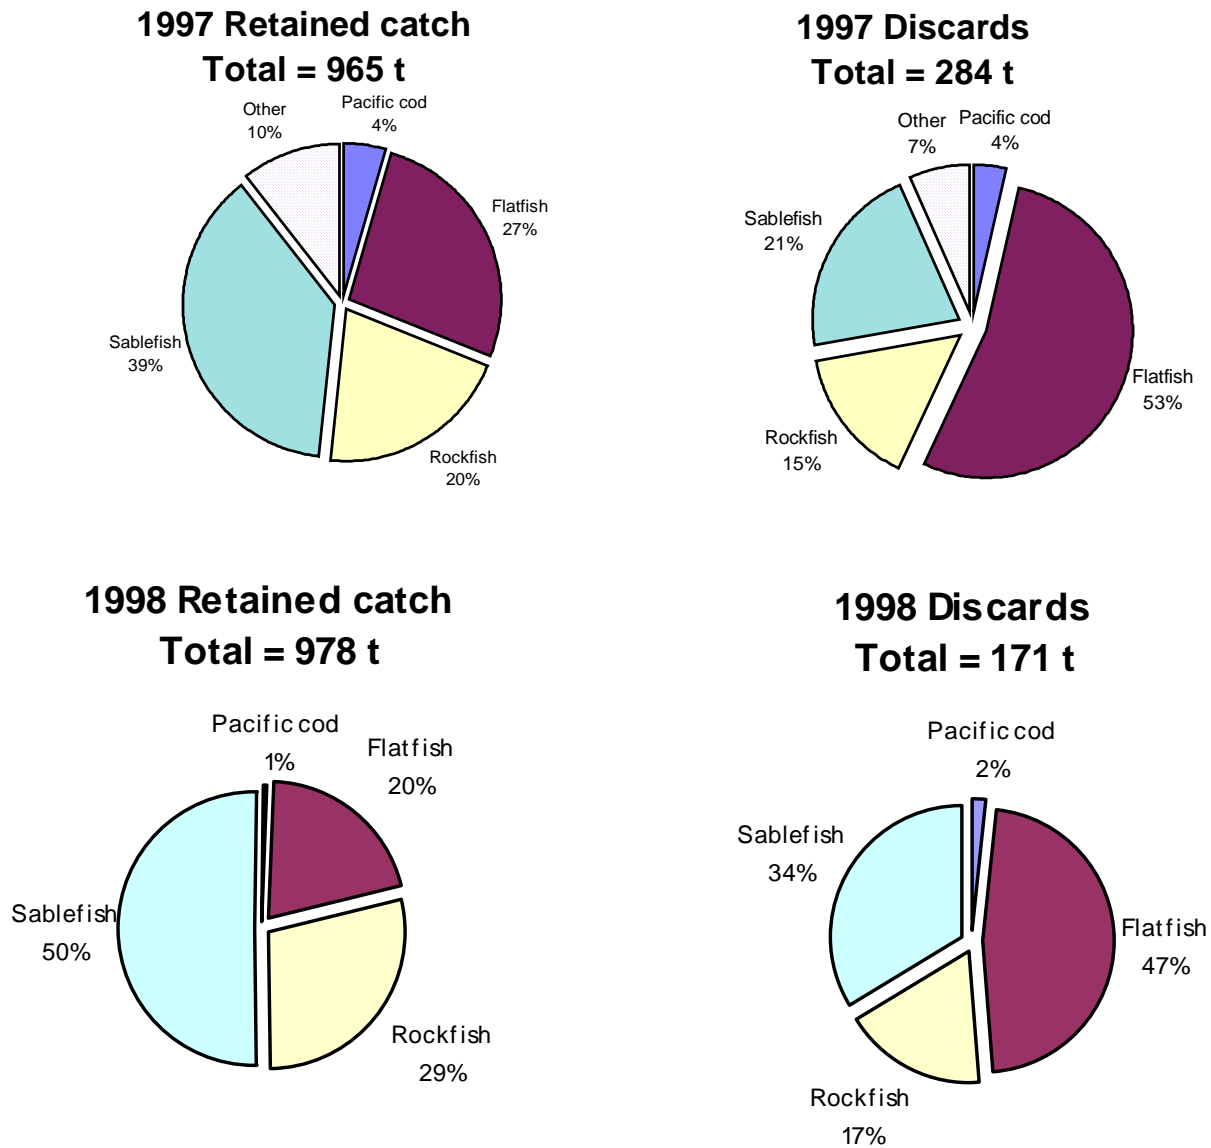 1997 Retained catch
Total = 965 t
Other
10%
Pacific cod
4%
Flatfish
27%
Sablefish
39%
Rockfish
20%
1997 Discards
Total = 284 t
Other
7%
Pacific cod
4%
Sablefish
21%
Flatfish
53%
Rockfish
15%
1998 Retained catch
Total = 978 t
Pacific cod
1%
Flatfish
20%
Sablefish
50%
Rockfish
29%
1998 Discards
Total = 171 t
Pacific cod
2%
Sablefish
34%
Flatfish
47%
Rockfish
17%